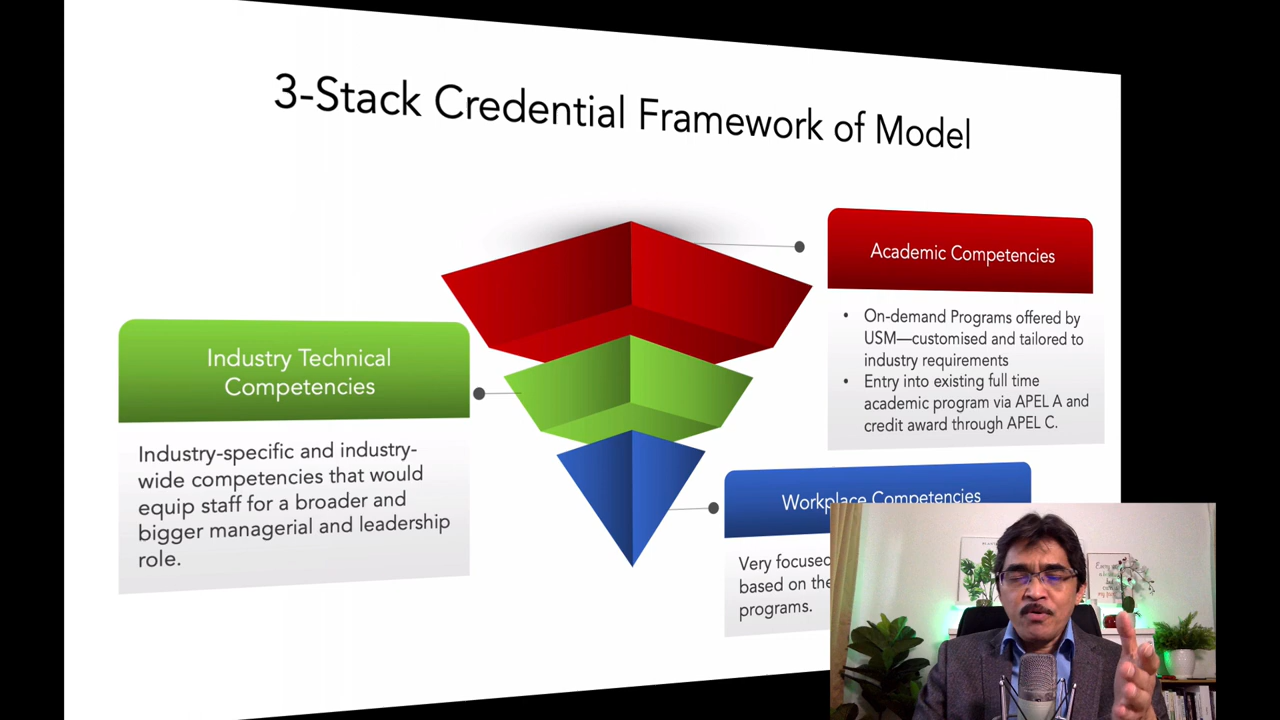 3-Stack Credential Framework of Model
Academic Competencies
• On-demand Programs offered by
USM—customised and tailored to
industry requirements
• Entry into existing full time
academic program via APEL A and
credit award through APEL C.
Industry Technical
Competencies
Industry-specific and industry-
wide competencies that would
equip staff for a broader and
bigger managerial and leadership
role.
Workplace Competencies
Very focused
based on the
programs.